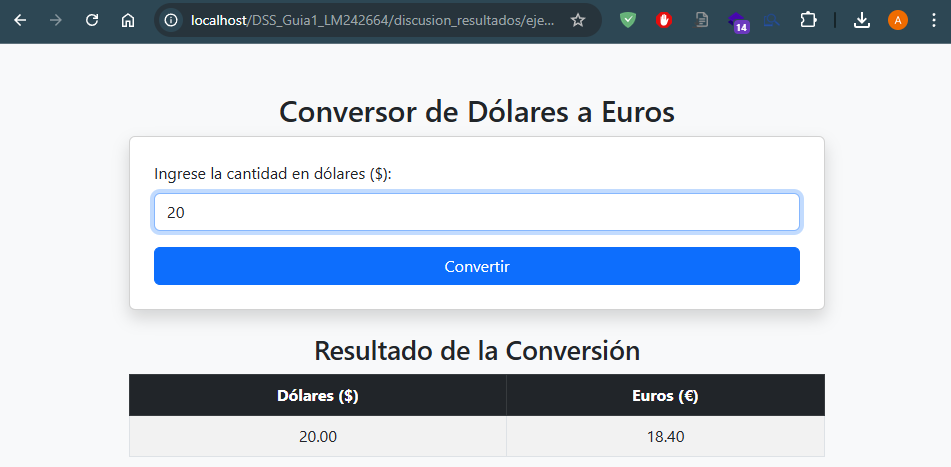 localhost/DSS_Guia1_LM242664/discusion_resultados/eje...
14
A
Conversor de Dólares a Euros
Ingrese la cantidad en dólares ($):
20
Convertir
Resultado de la Conversión
Dólares ($) Euros (€)
20.00 18.40